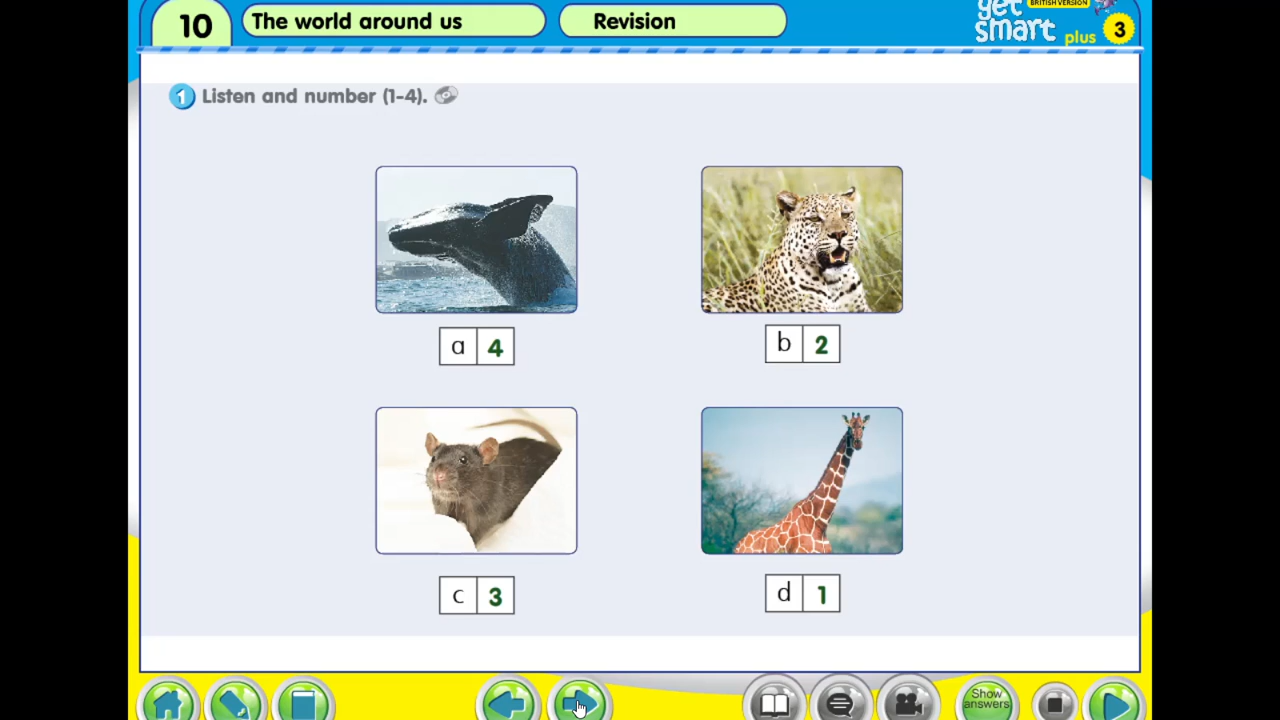 10 The world around us Revision
get smart plus 3
BRITISH VERSION
1 Listen and number (1-4).
a 4
b 2
c 3
d 1
Show answers